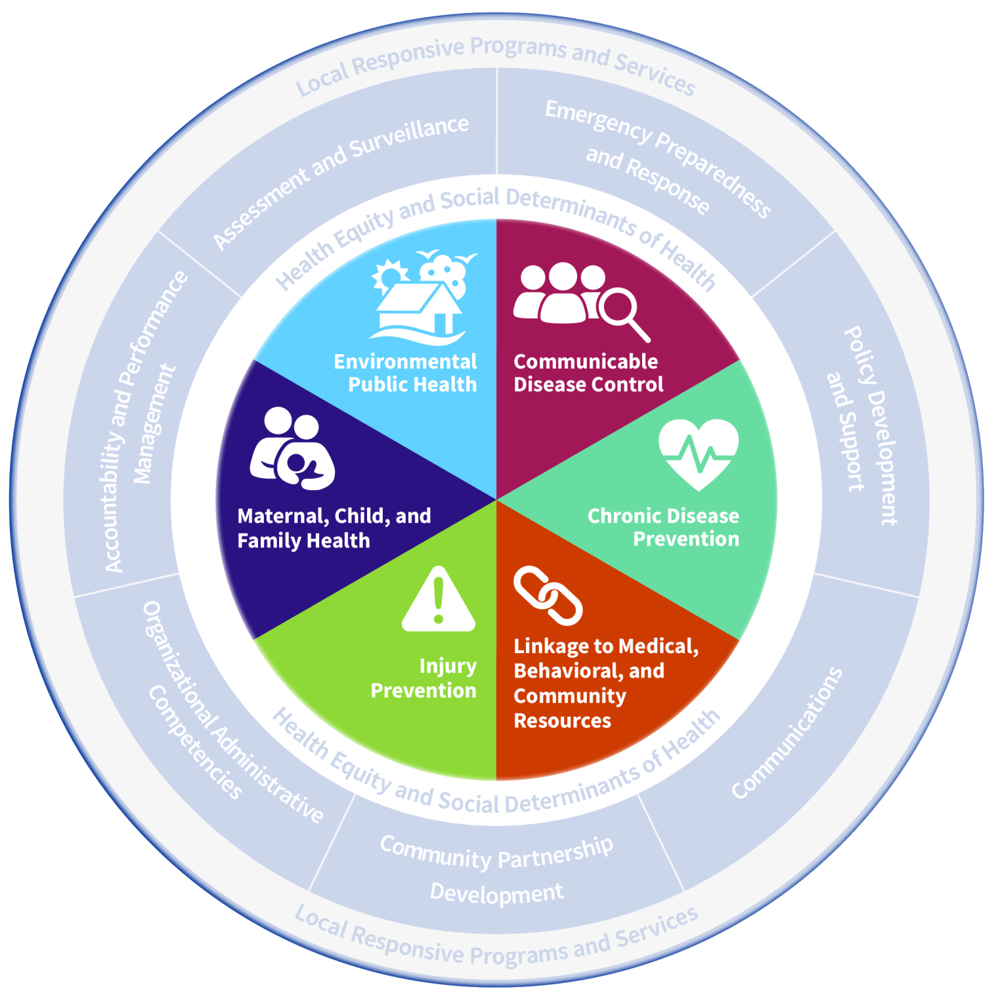 Local Responsive Programs and Services
Assessment and Surveillance
Emergency Preparedness
and Response
Policy Development
and Support
Communications
Community Partnership
Development
Organizational Administrative
Competencies
Accountability and Performance
Management
Health Equity and Social Determinants of Health
Environmental
Public Health
Communicable
Disease Control
Chronic Disease
Prevention
Linkage to Medical,
Behavioral, and
Community
Resources
Injury
Prevention
Maternal, Child, and
Family Health
Health Equity and Social Determinants of Health
Local Responsive Programs and Services